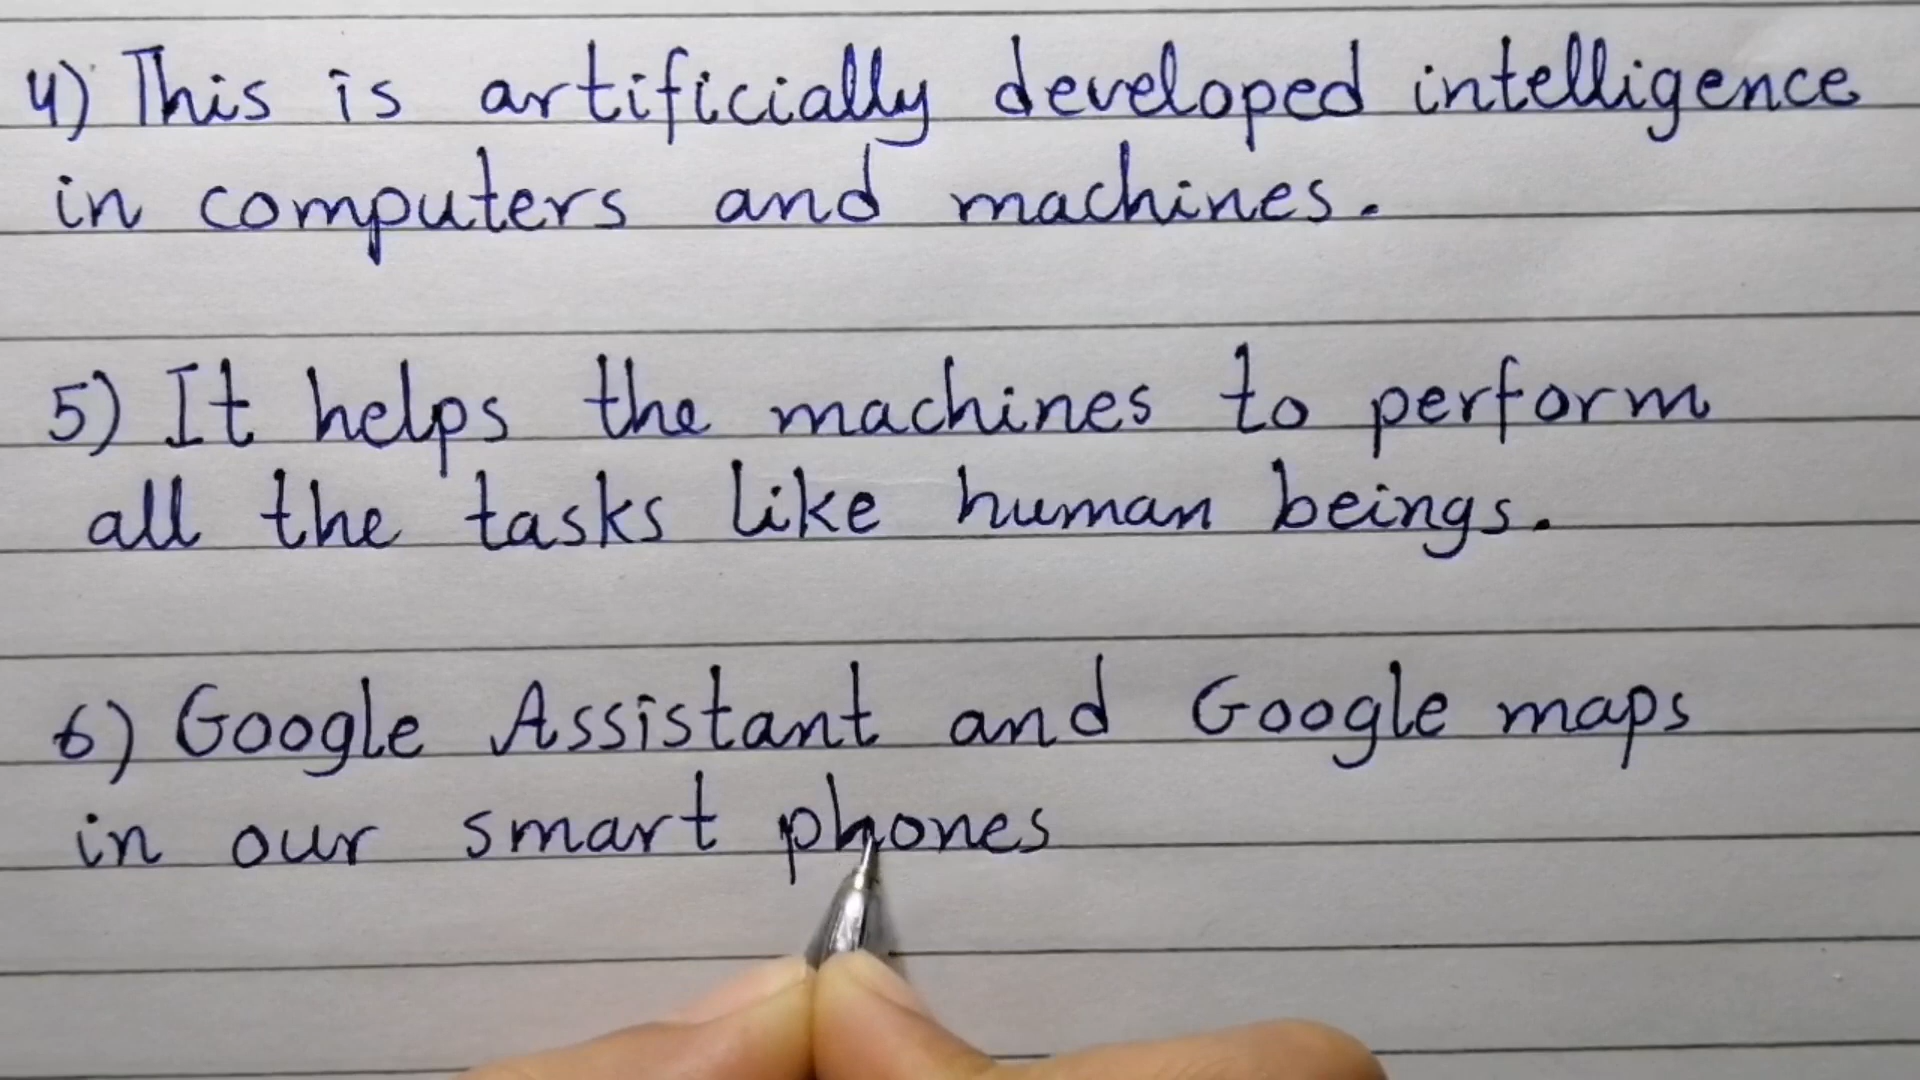 4) This is artificially developed intelligence
in computers and machines.
5) It helps the machines to perform
all the tasks like human beings.
6) Google Assistant and Google maps
in our smart phones